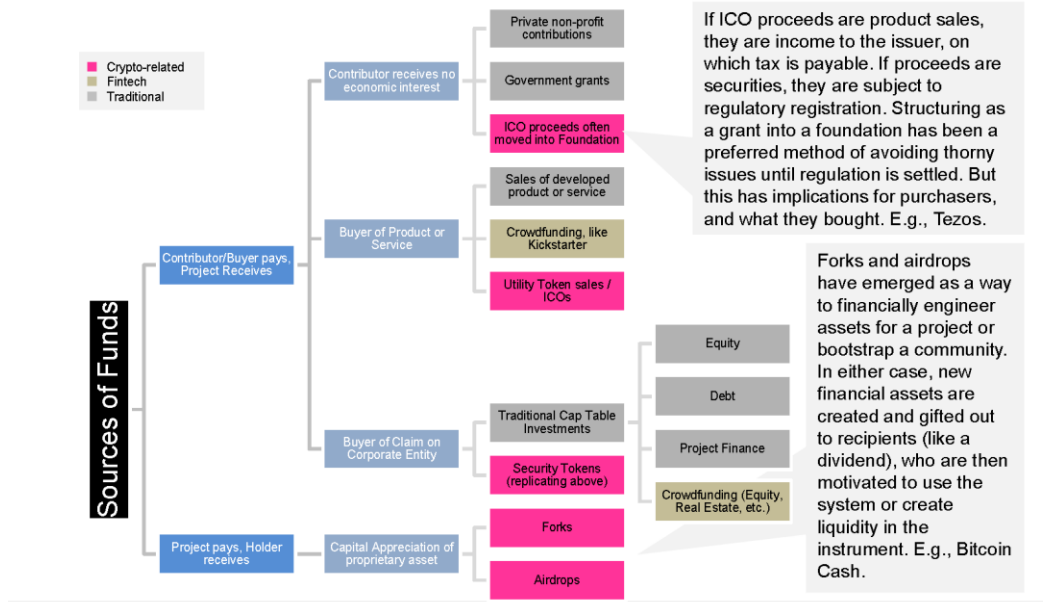 Crypto-related
Fintech
Traditional
Sources of Funds
Contributor/Buyer pays,
Project Receives
Project pays, Holder
receives
Contributor receives no
economic interest
Buyer of Product or
Service
Buyer of Claim on
Corporate Entity
Capital Appreciation of
proprietary asset
Private non-profit
contributions
Government grants
ICO proceeds often
moved into Foundation
Sales of developed
product or service
Crowdfunding, like
Kickstarter
Utility Token sales /
ICOs
Traditional Cap Table
Investments
Security Tokens
(replicating above)
Forks
Airdrops
Equity
Debt
Project Finance
Crowdfunding (Equity,
Real Estate, etc.)
If ICO proceeds are product sales,
they are income to the issuer, on
which tax is payable. If proceeds are
securities, they are subject to
regulatory registration. Structuring as
a grant into a foundation has been a
preferred method of avoiding thorny
issues until regulation is settled. But
this has implications for purchasers,
and what they bought. E.g., Tezos.
Forks and airdrops
have emerged as a way
to financially engineer
assets for a project or
bootstrap a community.
In either case, new
financial assets are
created and gifted out
to recipients (like a
dividend), who are then
motivated to use the
system or create
liquidity in the
instrument. E.g., Bitcoin
Cash.